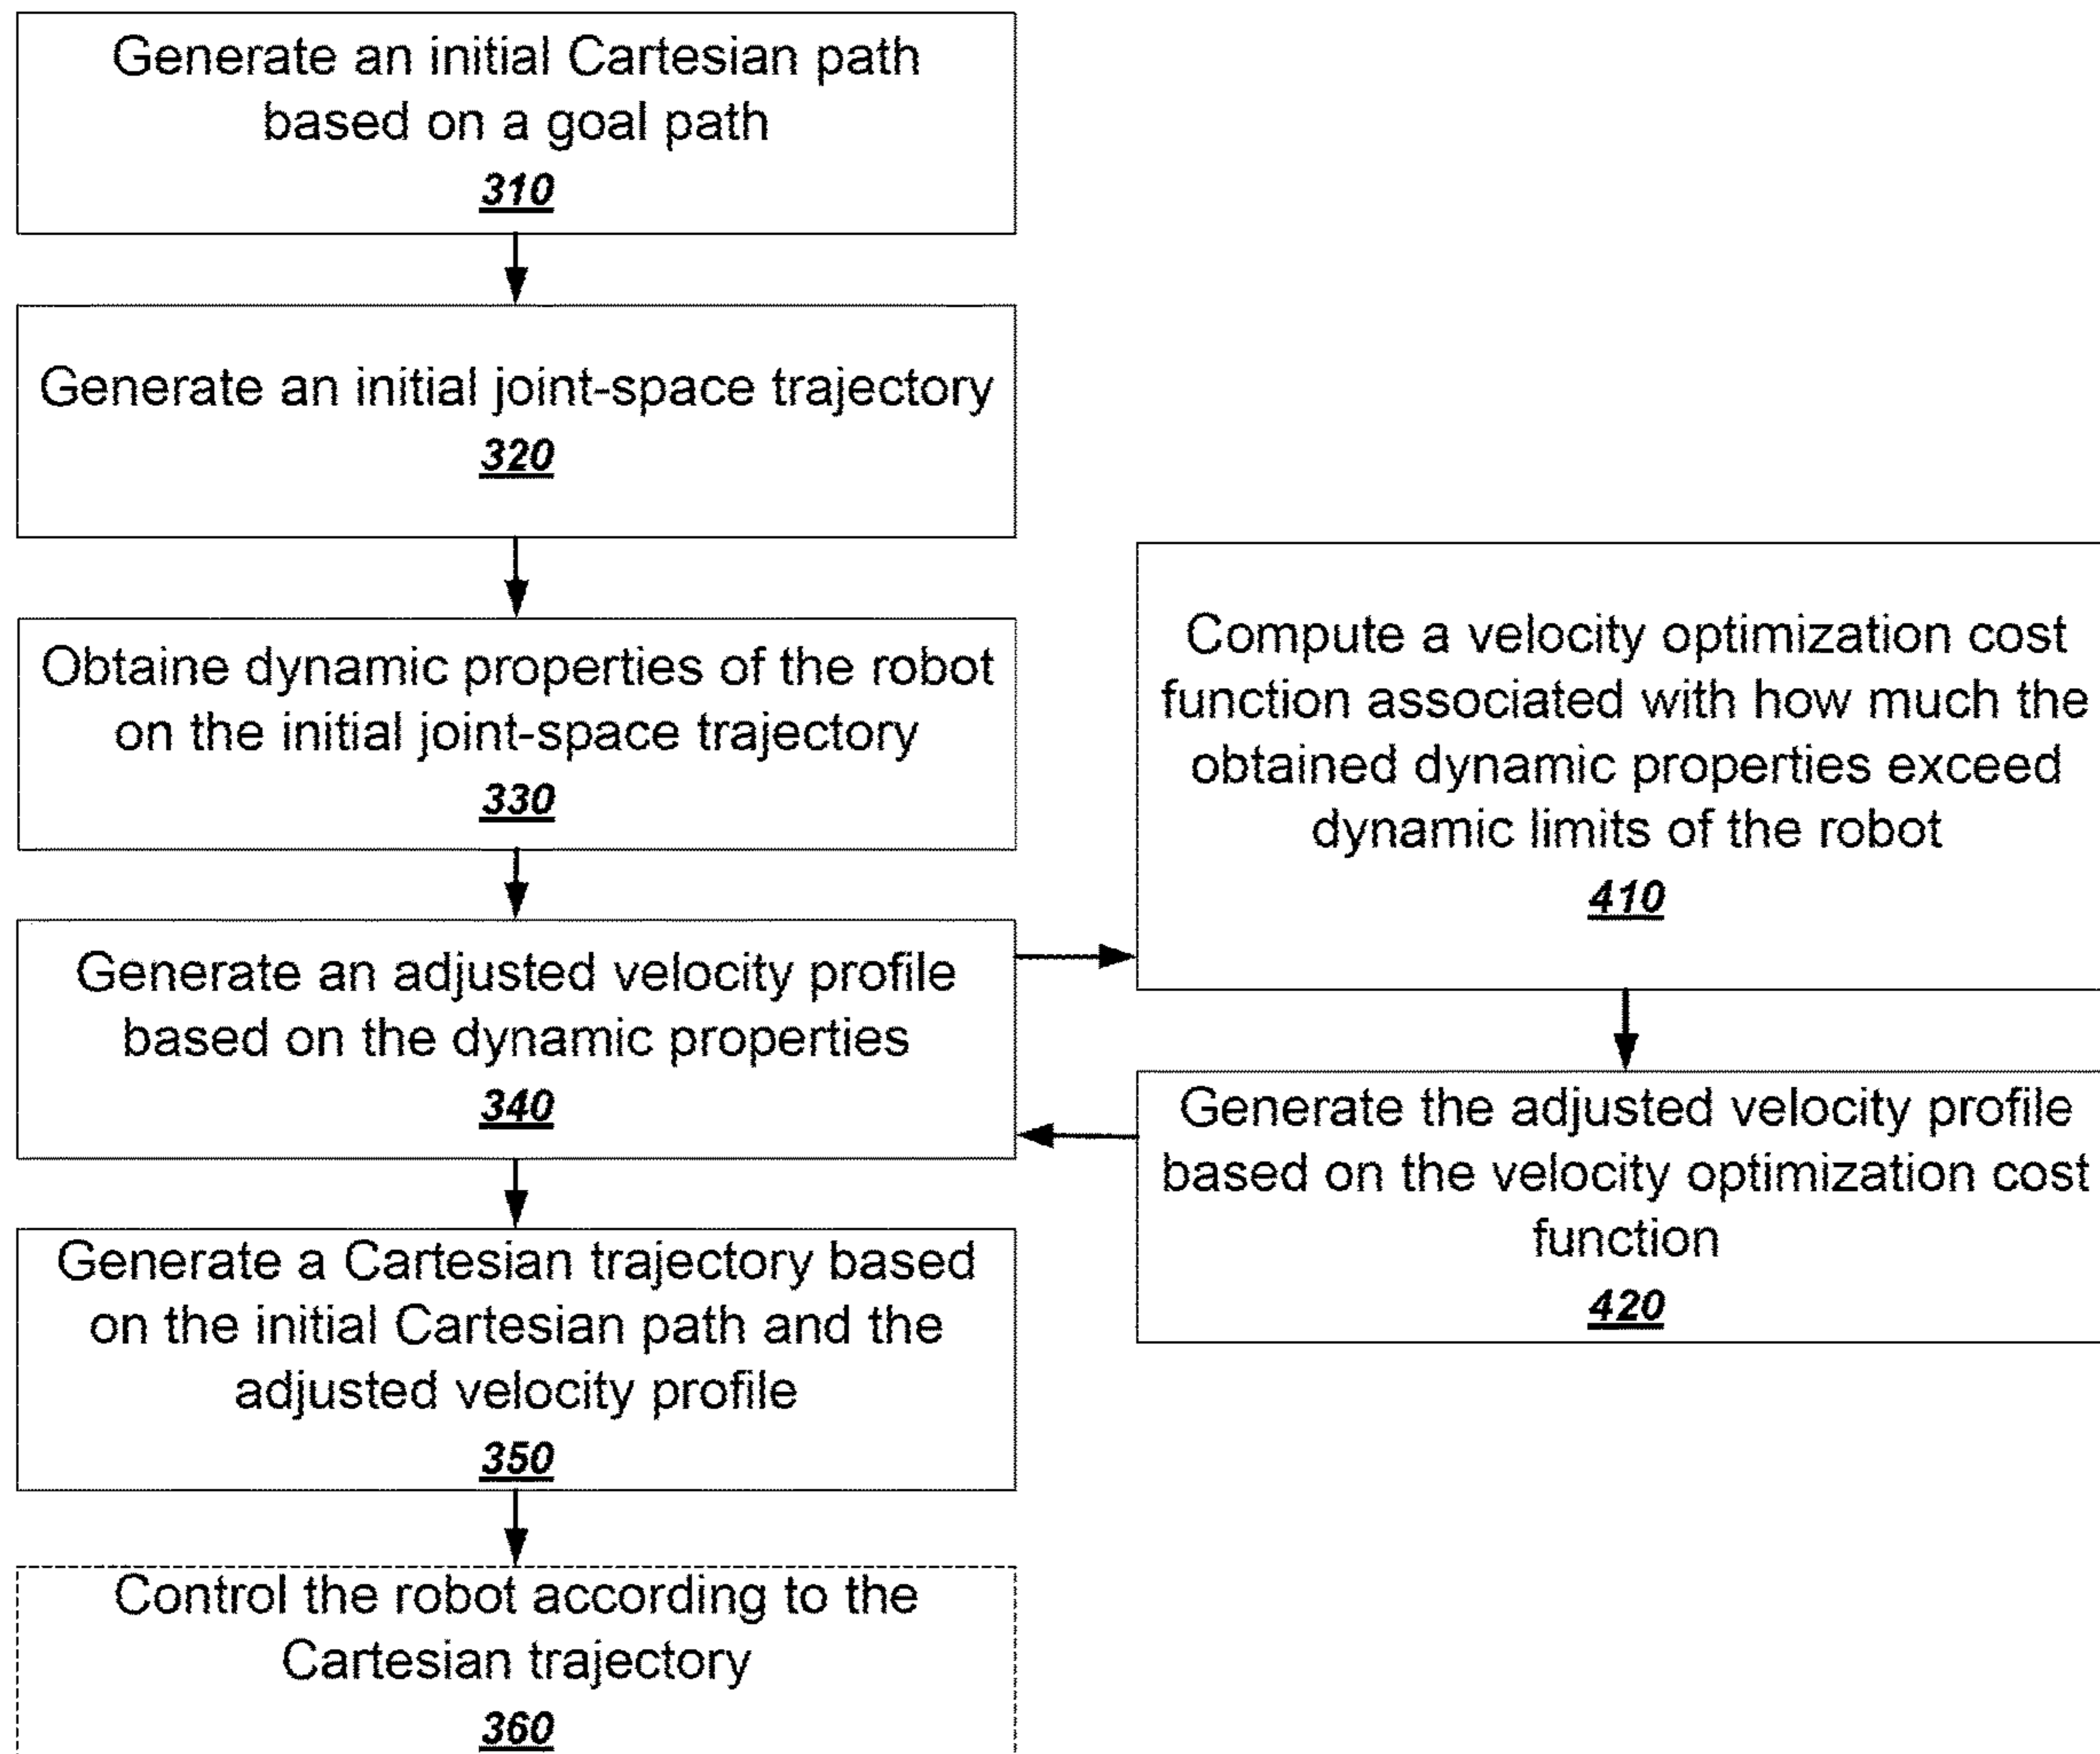 Generate an initial Cartesian path
based on a goal path
310
Generate an initial joint-space trajectory
320
Obtaine dynamic properties of the robot
on the initial joint-space trajectory
330
Generate an adjusted velocity profile
based on the dynamic properties
340
Compute a velocity optimization cost
function associated with how much the
obtained dynamic properties exceed
dynamic limits of the robot
410
Generate the adjusted velocity profile
based on the velocity optimization cost
function
420
Generate a Cartesian trajectory based
on the initial Cartesian path and the
adjusted velocity profile
350
Control the robot according to the
Cartesian trajectory
360